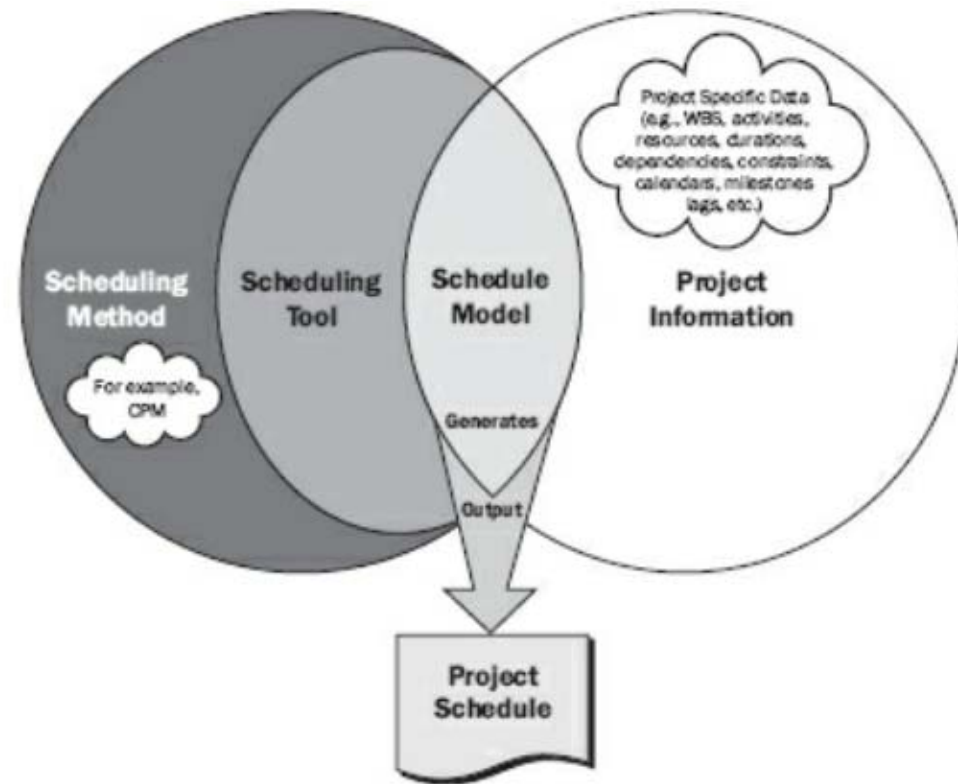 Project Specific Data
(e.g., WBS, activities,
resources, durations,
dependencies, constraints,
calendars, milestones
lags, etc.)
Scheduling
Method
Scheduling
Tool
Schedule
Model
Project
Information
For example,
CPM
Generates
Output
Project
Schedule